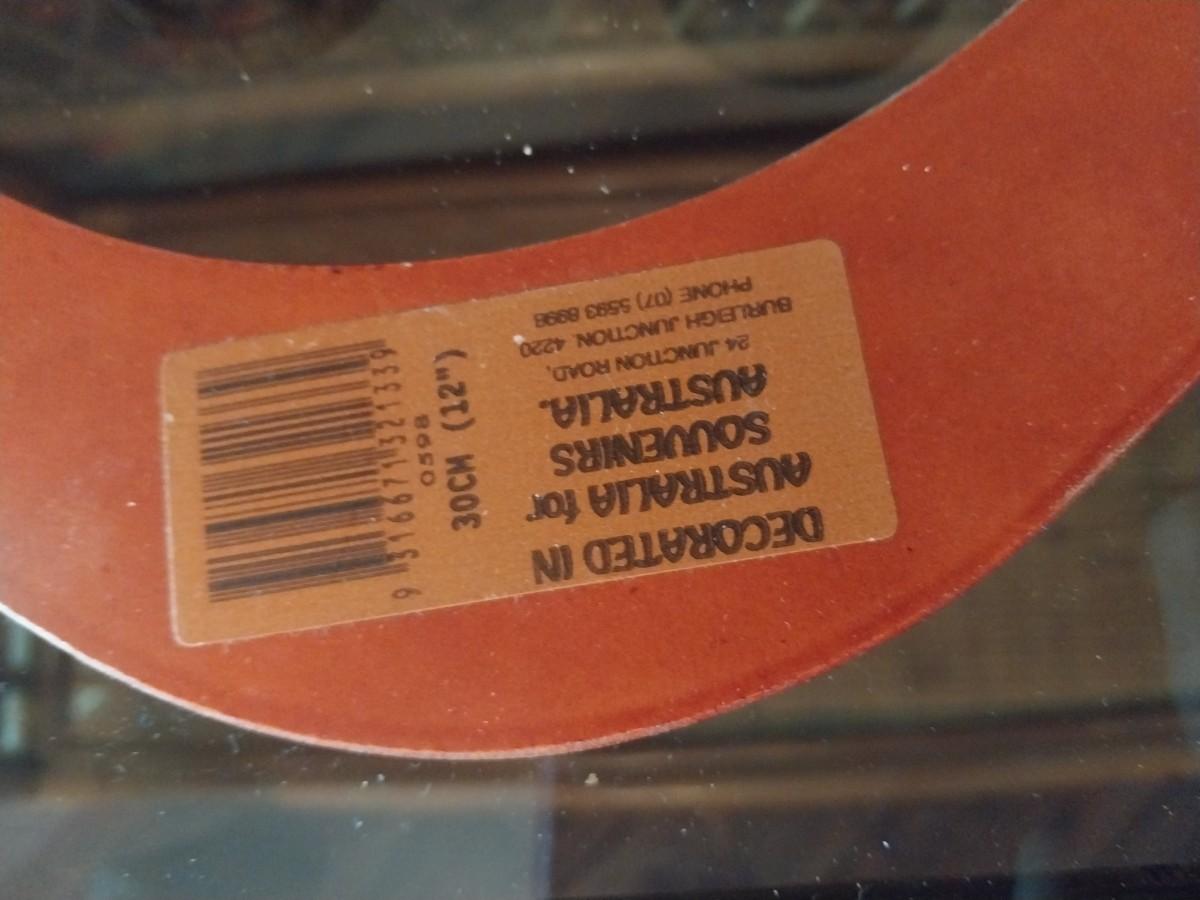 DECORATED IN
AUSTRALIA for
SOUVENIRS
AUSTRALIA.
24 JUNCTION ROAD,
BURLEIGH JUNCTION. 4220
PHONE (07) 5593 8998
30CM (12")
0598
9 316671 321339